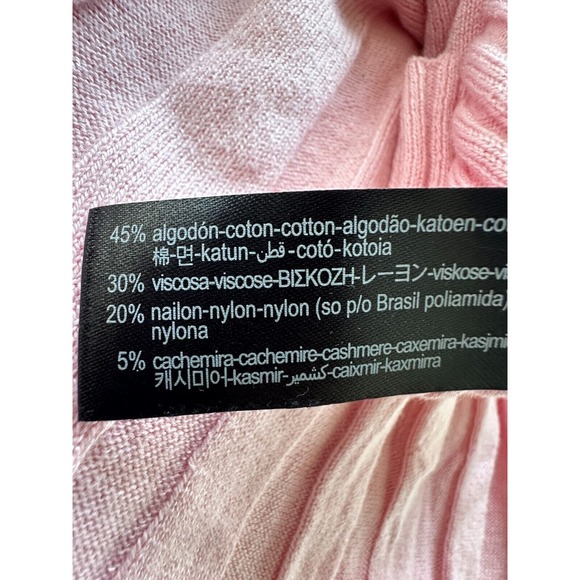 45% algodón-coton-cotton-algodão-katoen-co
棉-면-katun-قطن-cotó-kotoia
30% viscosa-viscose-ΒΙΣΚΟΖΗ-レーヨン-viskose-vi
20% nailon-nylon-nylon (so p/o Brasil poliamida)
nylona
5% cachemira-cachemire-cashmere-caxemira-kasjmi
캐시미어-kasmir-كشمير-caixmir-kaxmirra